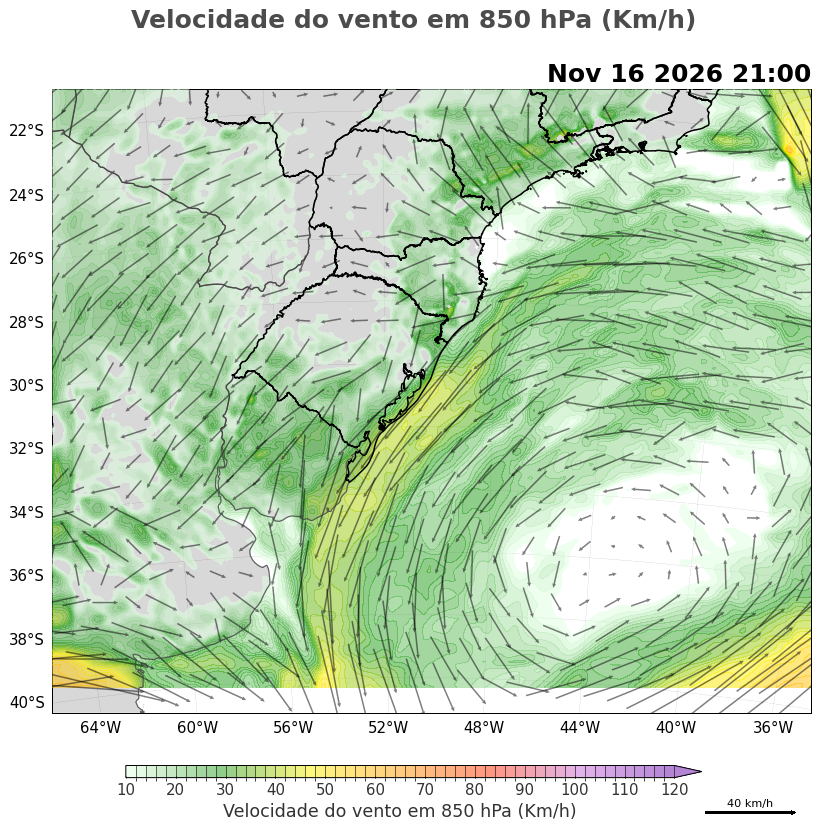 Velocidade do vento em 850 hPa (Km/h)
Nov 16 2026 21:00
22°S
24°S
26°S
28°S
30°S
32°S
34°S
36°S
38°S
40°S
64°W 60°W 56°W 52°W 48°W 44°W 40°W 36°W
10 20 30 40 50 60 70 80 90 100 110 120
Velocidade do vento em 850 hPa (Km/h)
40 km/h